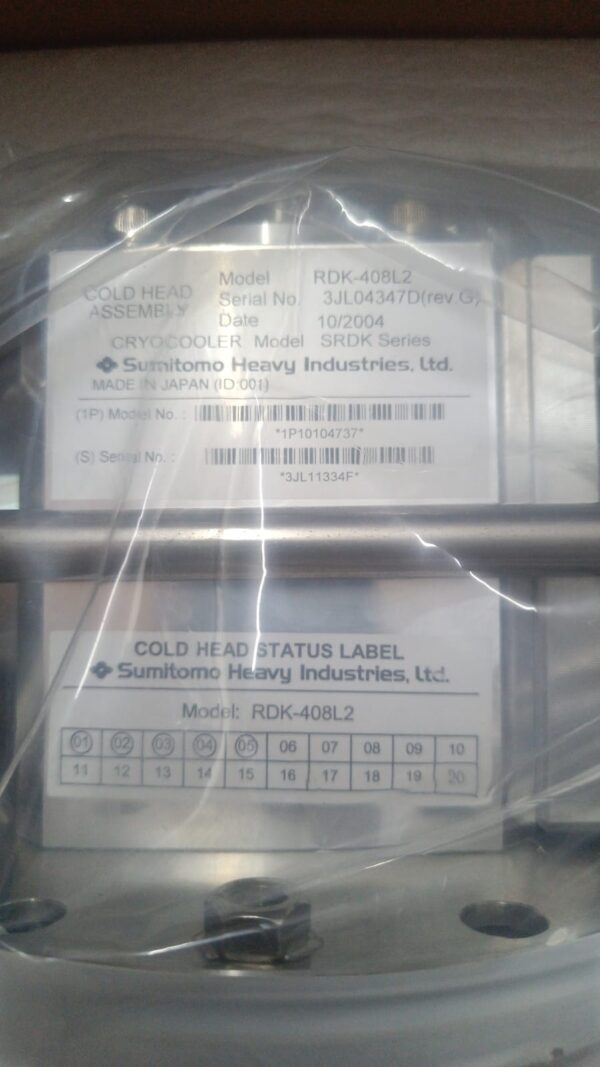 COLD HEAD ASSEMBLY
Model RDK-408L2
Serial No. 3JL04347D(rev.G)
Date 10/2004
CRYOCOOLER Model SRDK Series
Sumitomo Heavy Industries, Ltd.
MADE IN JAPAN (ID:001)
(1P) Model No. :
*1P10104737*
(S) Serial No. :
*3JL11334F*
COLD HEAD STATUS LABEL
Sumitomo Heavy Industries, Ltd.
Model: RDK-408L2
01 02 03 04 05 06 07 08 09 10
11 12 13 14 15 16 17 18 19 20